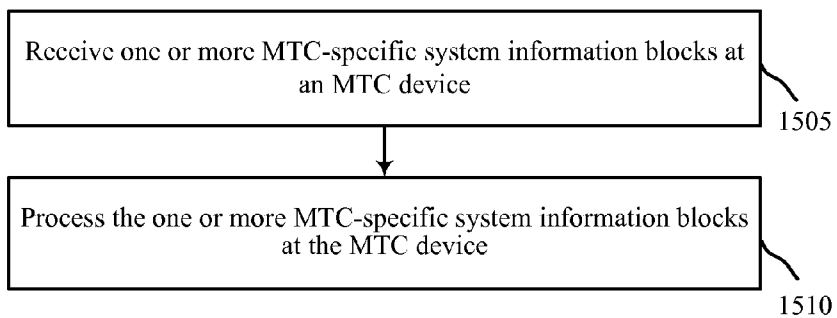 Receive one or more MTC-specific system information blocks at
an MTC device
1505
Process the one or more MTC-specific system information blocks
at the MTC device
1510